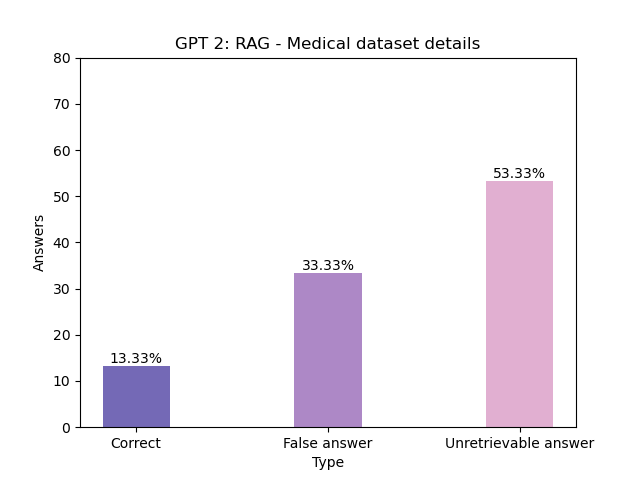 GPT 2: RAG - Medical dataset details
80
70
60
50
40
30
20
10
0
Answers
13.33%
33.33%
53.33%
Correct
False answer
Unretrievable answer
Type